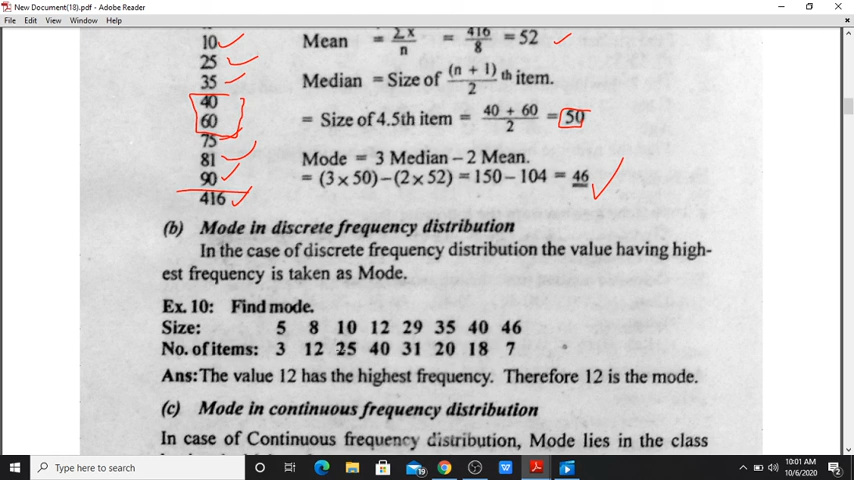 New Document(18).pdf - Adobe Reader
File Edit View Window Help
10
25
35
40
60
75
81
90
416
Mean = Σx/n = 416/8 = 52
Median = Size of (n + 1)/2 th item.
= Size of 4.5th item = 40 + 60/2 = 50
Mode = 3 Median – 2 Mean.
= (3 × 50) – (2 × 52) = 150 – 104 = 46
(b) Mode in discrete frequency distribution
In the case of discrete frequency distribution the value having high-
est frequency is taken as Mode.
Ex. 10: Find mode.
Size: 5 8 10 12 29 35 40 46
No. of items: 3 12 25 40 31 20 18 7
Ans: The value 12 has the highest frequency. Therefore 12 is the mode.
(c) Mode in continuous frequency distribution
In case of Continuous frequency distribution, Mode lies in the class
Type here to search
19
10:01 AM
10/6/2020
2